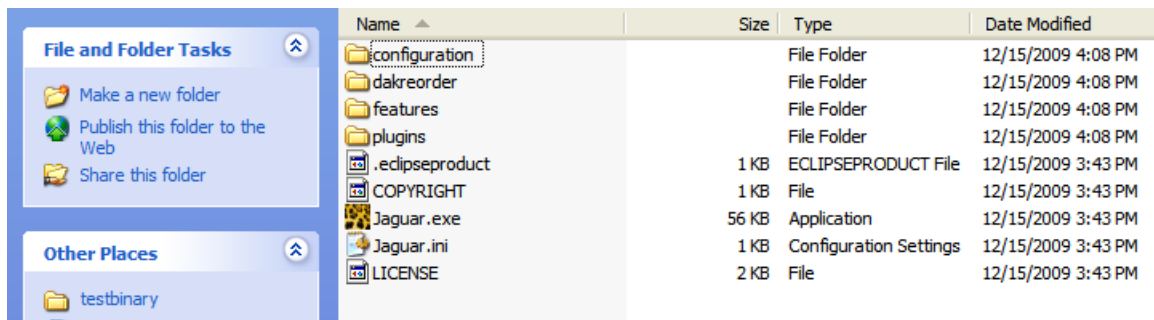 File and Folder Tasks
Make a new folder
Publish this folder to the
Web
Share this folder
Other Places
testbinary
Name Size Type Date Modified
configuration File Folder 12/15/2009 4:08 PM
dakreorder File Folder 12/15/2009 4:08 PM
features File Folder 12/15/2009 4:08 PM
plugins File Folder 12/15/2009 4:08 PM
.eclipseproduct 1 KB ECLIPSEPRODUCT File 12/15/2009 3:43 PM
COPYRIGHT 1 KB File 12/15/2009 3:43 PM
Jaguar.exe 56 KB Application 12/15/2009 3:43 PM
Jaguar.ini 1 KB Configuration Settings 12/15/2009 3:43 PM
LICENSE 2 KB File 12/15/2009 3:43 PM